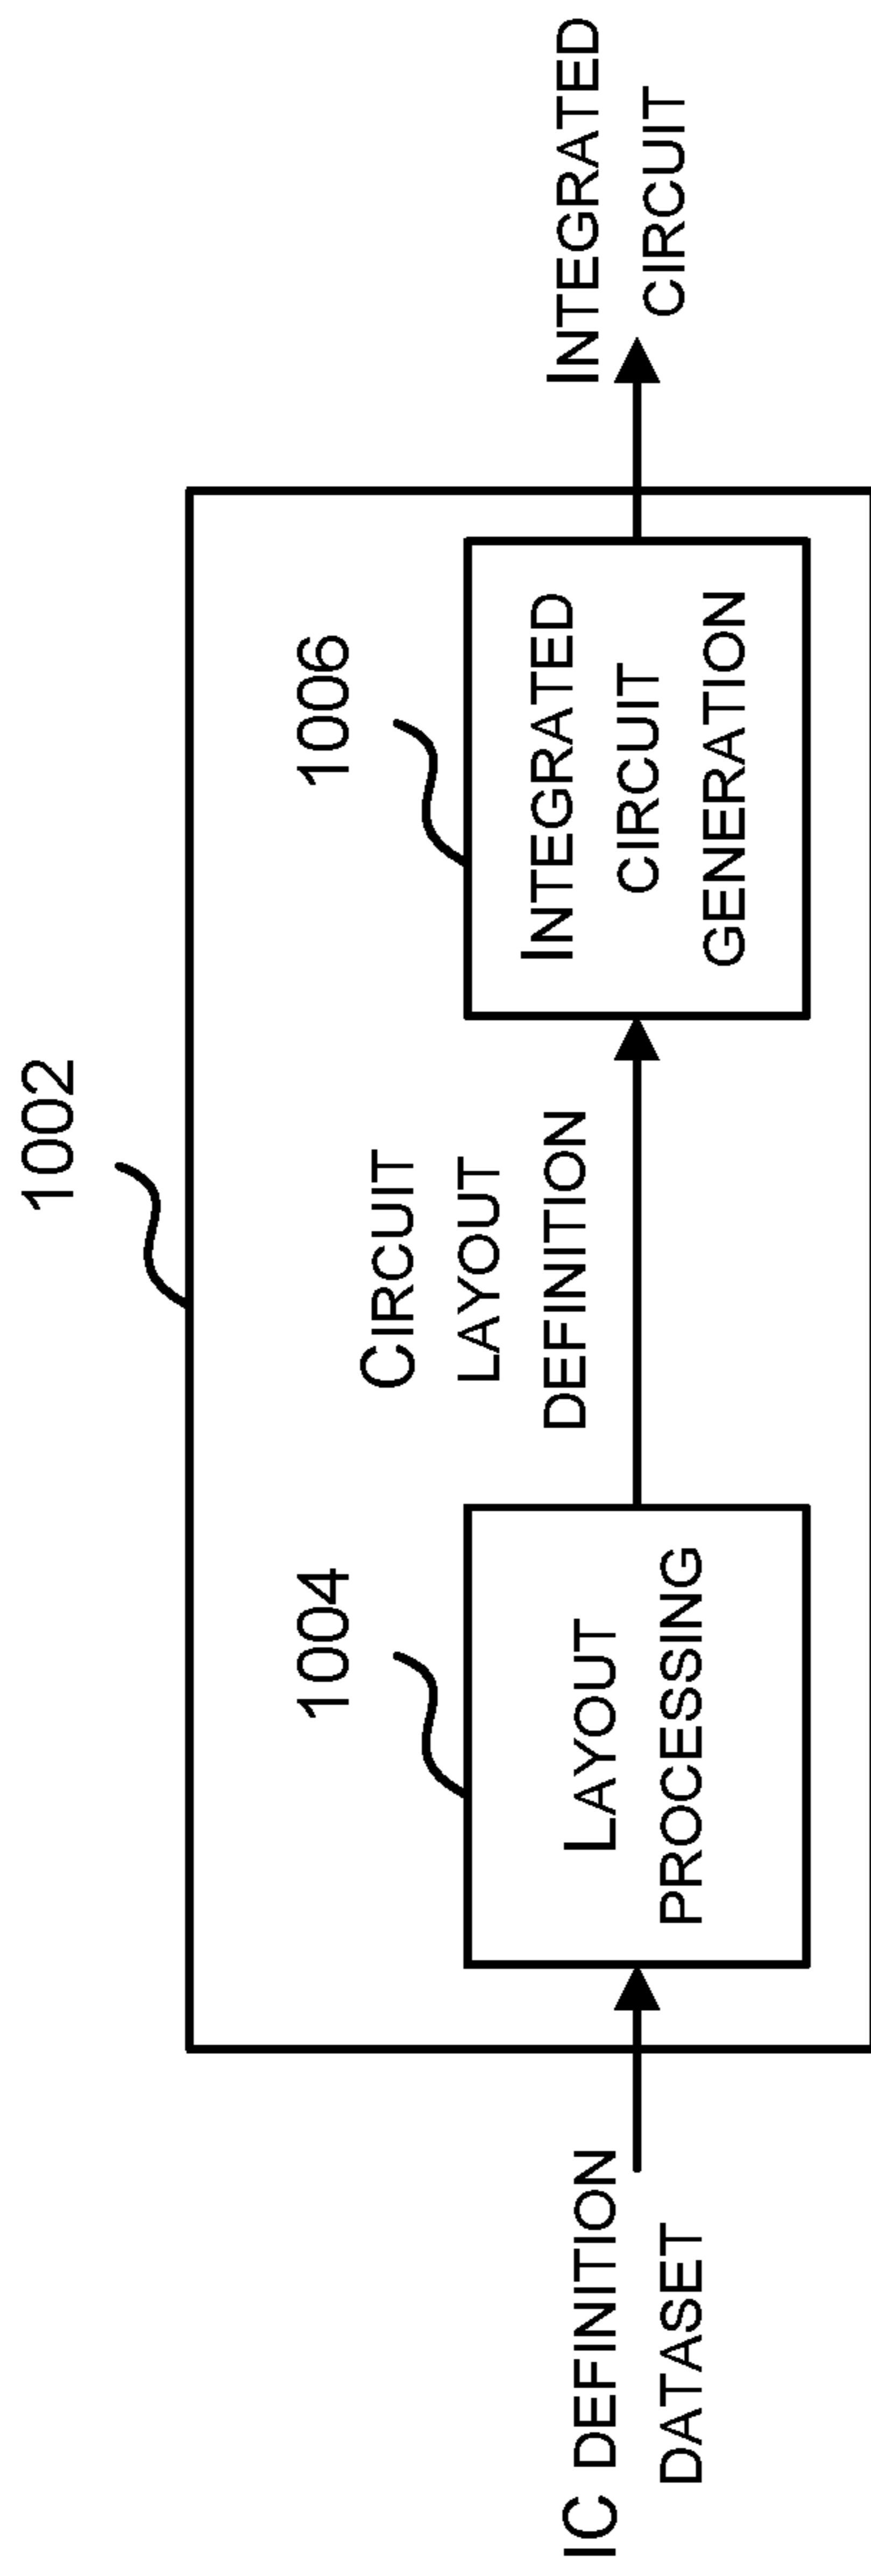 1002
1004
1006
IC DEFINITION
DATASET
LAYOUT
PROCESSING
CIRCUIT
LAYOUT
DEFINITION
INTEGRATED
CIRCUIT
GENERATION
INTEGRATED
CIRCUIT